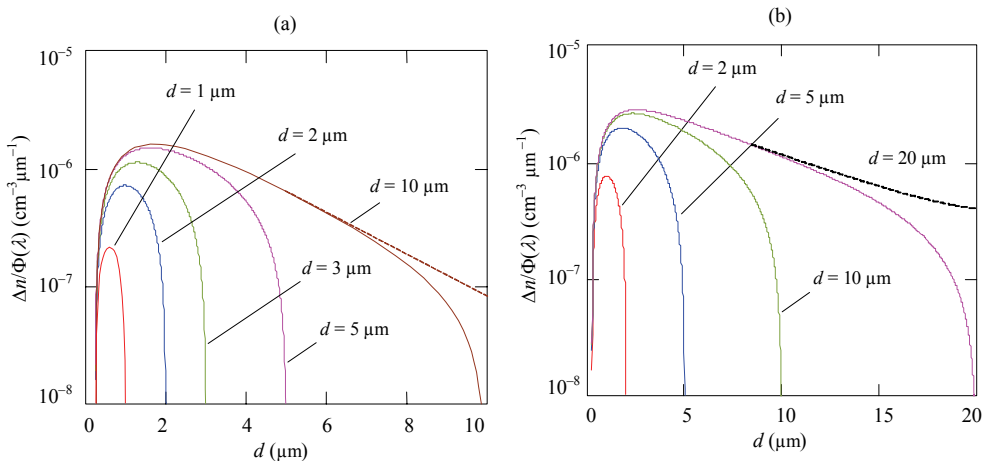 (a)
10⁻⁵
10⁻⁶
10⁻⁷
10⁻⁸
Δn/Φ(λ) (cm⁻³μm⁻¹)
d = 1 μm
d = 2 μm
d = 10 μm
d = 3 μm
d = 5 μm
0 2 4 6 8 10
d (μm)
(b)
10⁻⁵
10⁻⁶
10⁻⁷
10⁻⁸
Δn/Φ(λ) (cm⁻³ μm⁻¹)
d = 2 μm
d = 5 μm
d = 20 μm
d = 10 μm
0 5 10 15 20
d (μm)